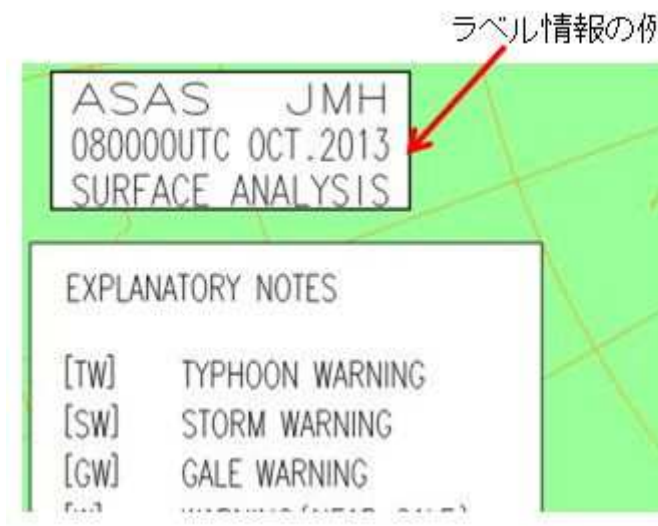 ラベル情報の例
ASAS JMH
080000UTC OCT.2013
SURFACE ANALYSIS
EXPLANATORY NOTES
[TW] TYPHOON WARNING
[SW] STORM WARNING
[GW] GALE WARNING